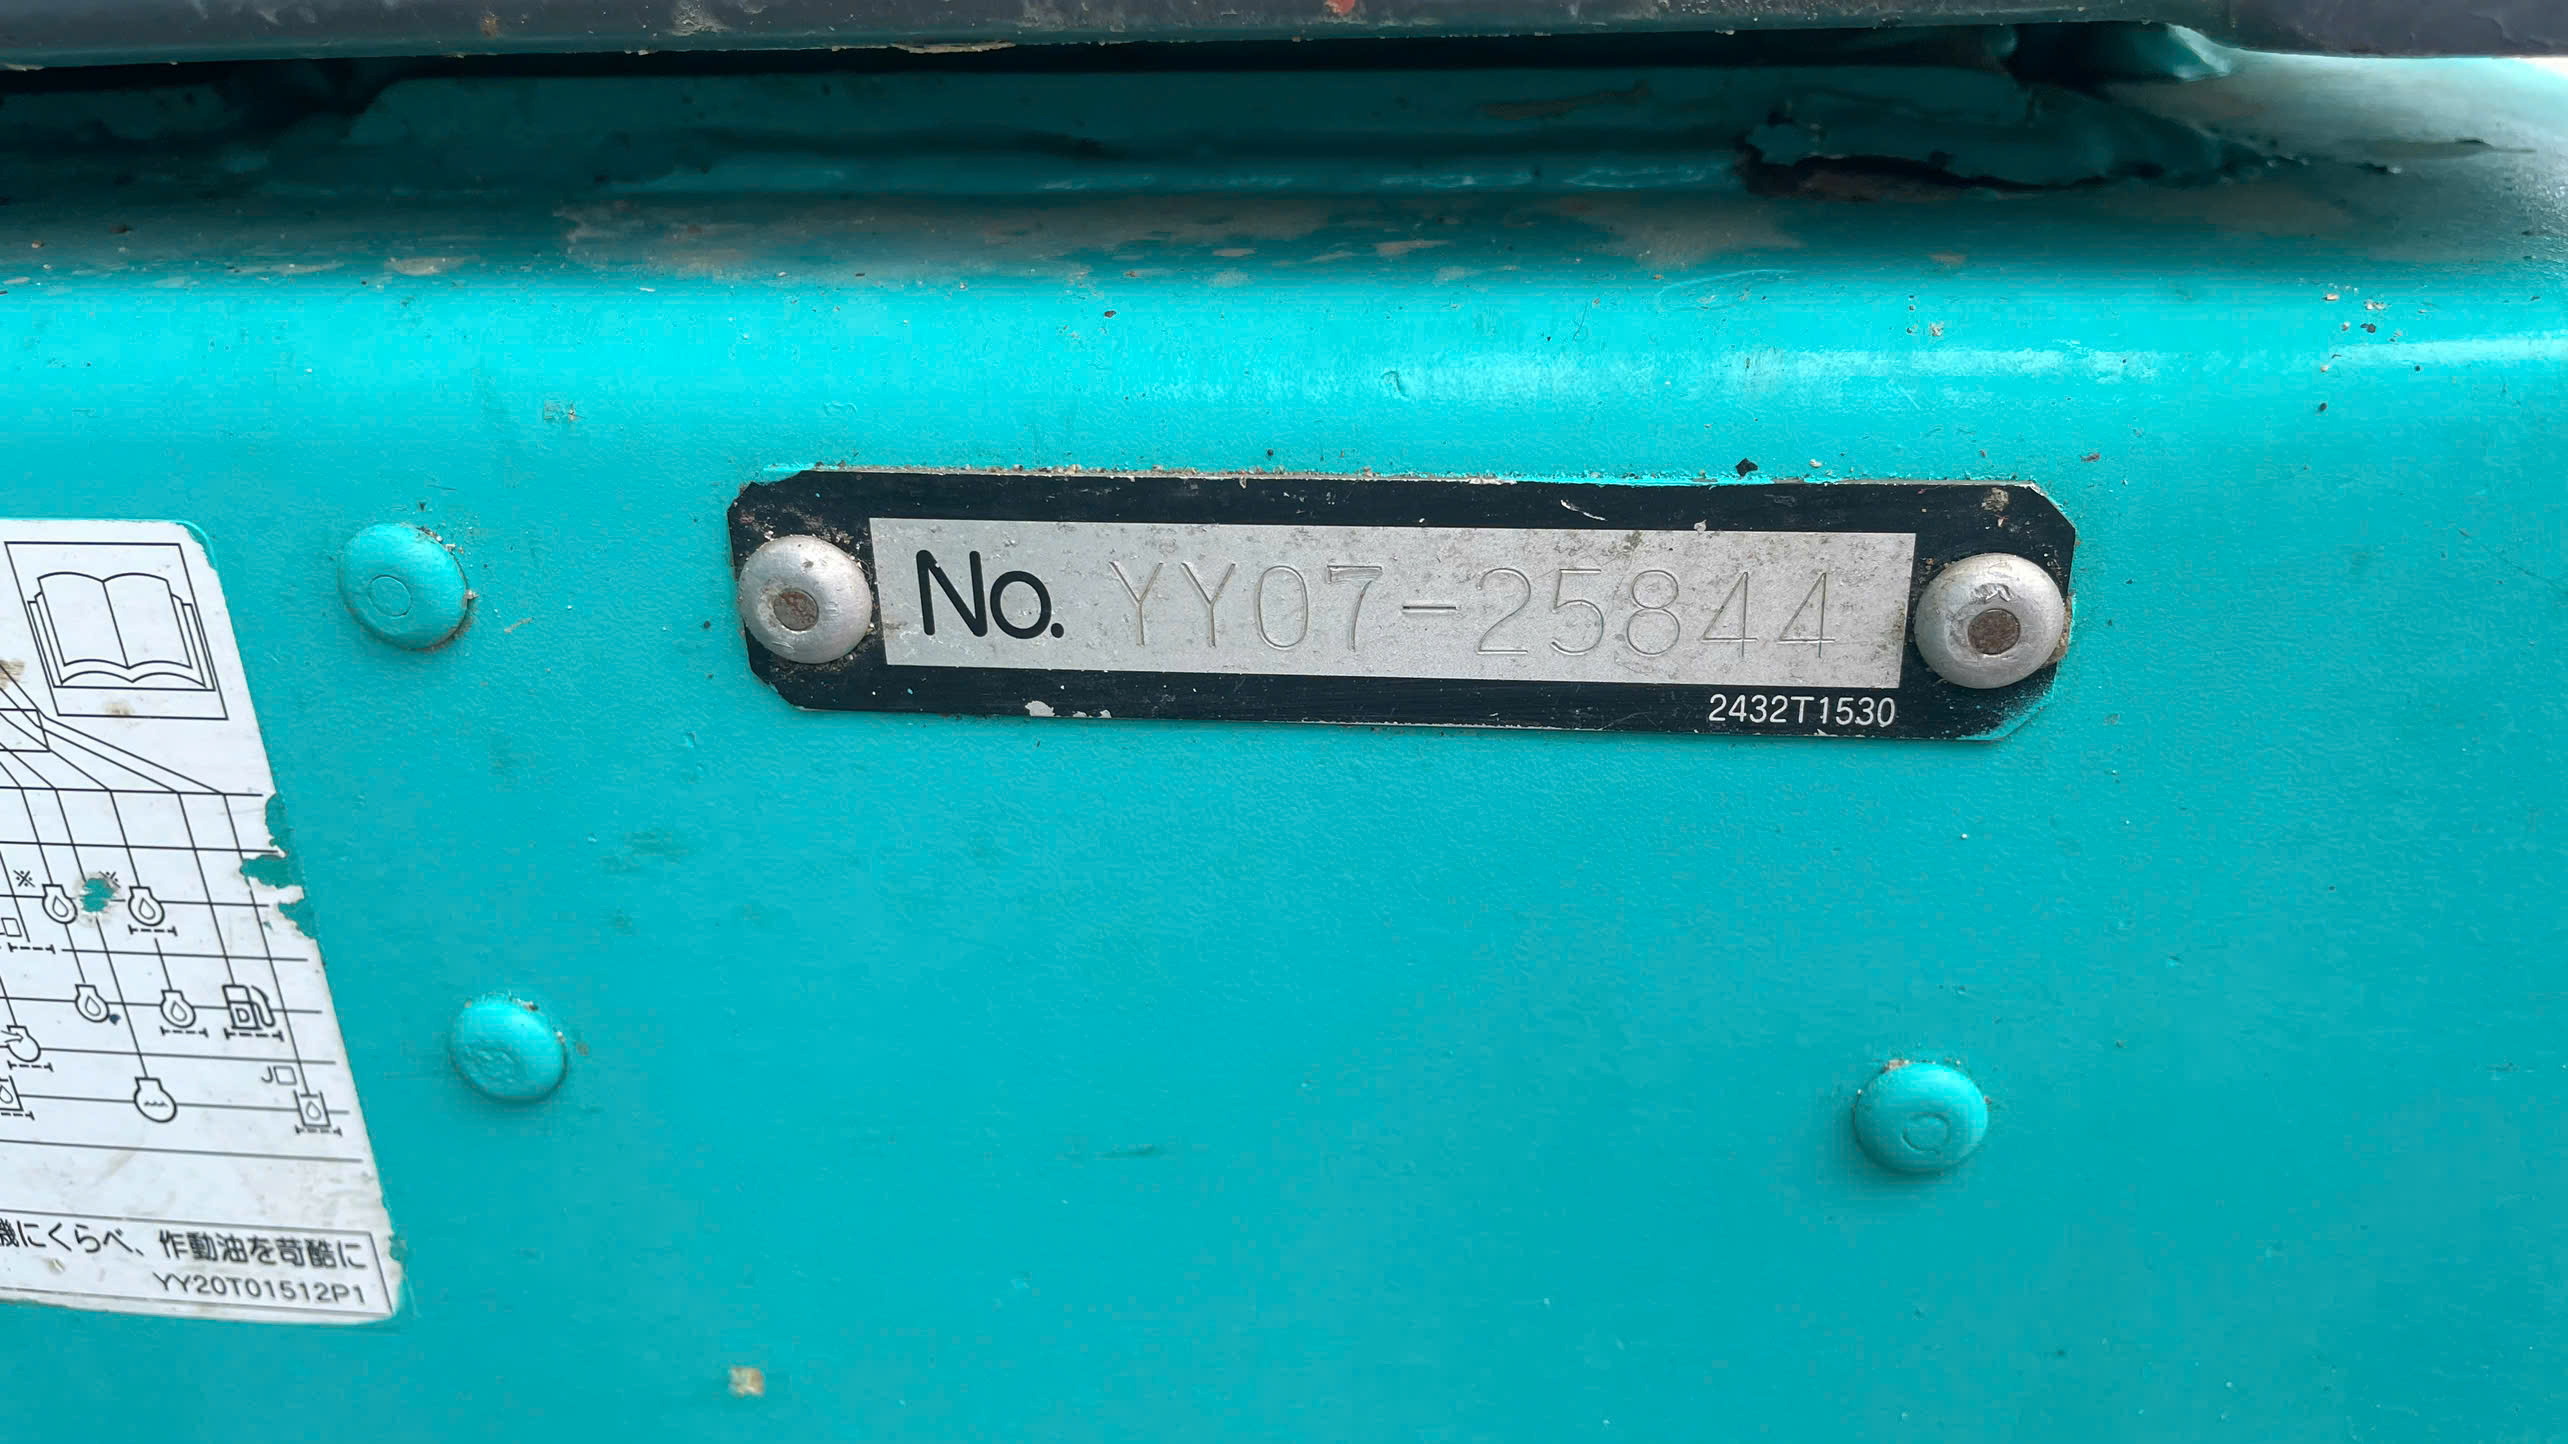 No. YY07-25844
2432T1530
※ ※
D
J□
機にくらべ、作動油を苛酷に
YY20T01512P1